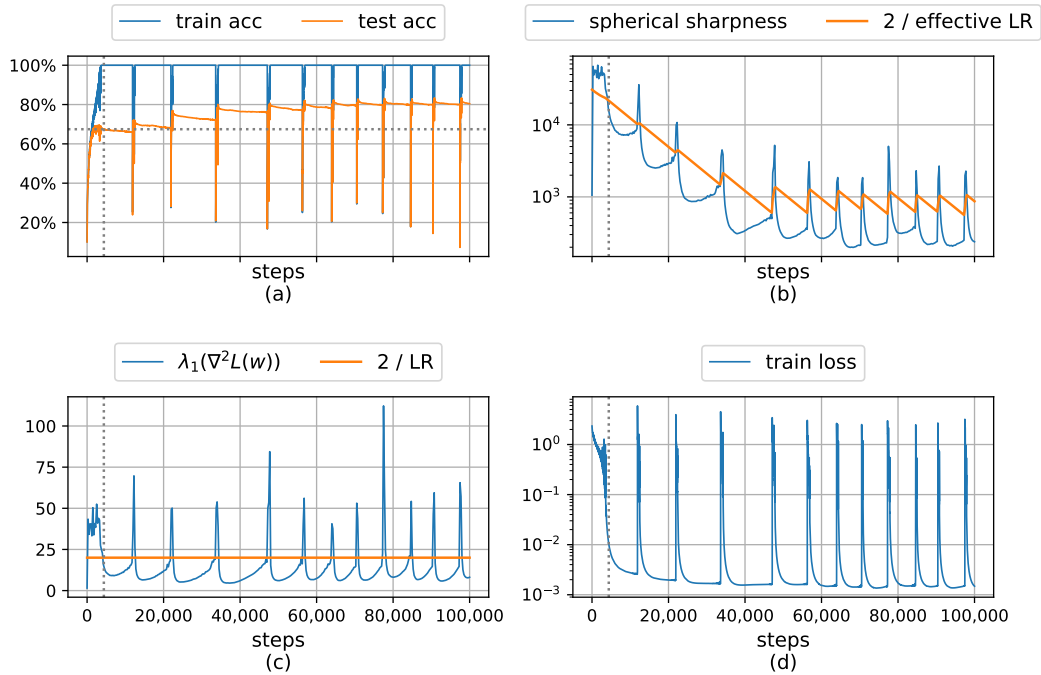 train acc test acc
100%
80%
60%
40%
20%
steps
(a)
spherical sharpness 2 / effective LR
10^4
10^3
steps
(b)
λ₁(∇²L(w)) 2 / LR
100
75
50
25
0
0 20,000 40,000 60,000 80,000 100,000
steps
(c)
train loss
10^0
10^−1
10^−2
10^−3
0 20,000 40,000 60,000 80,000 100,000
steps
(d)